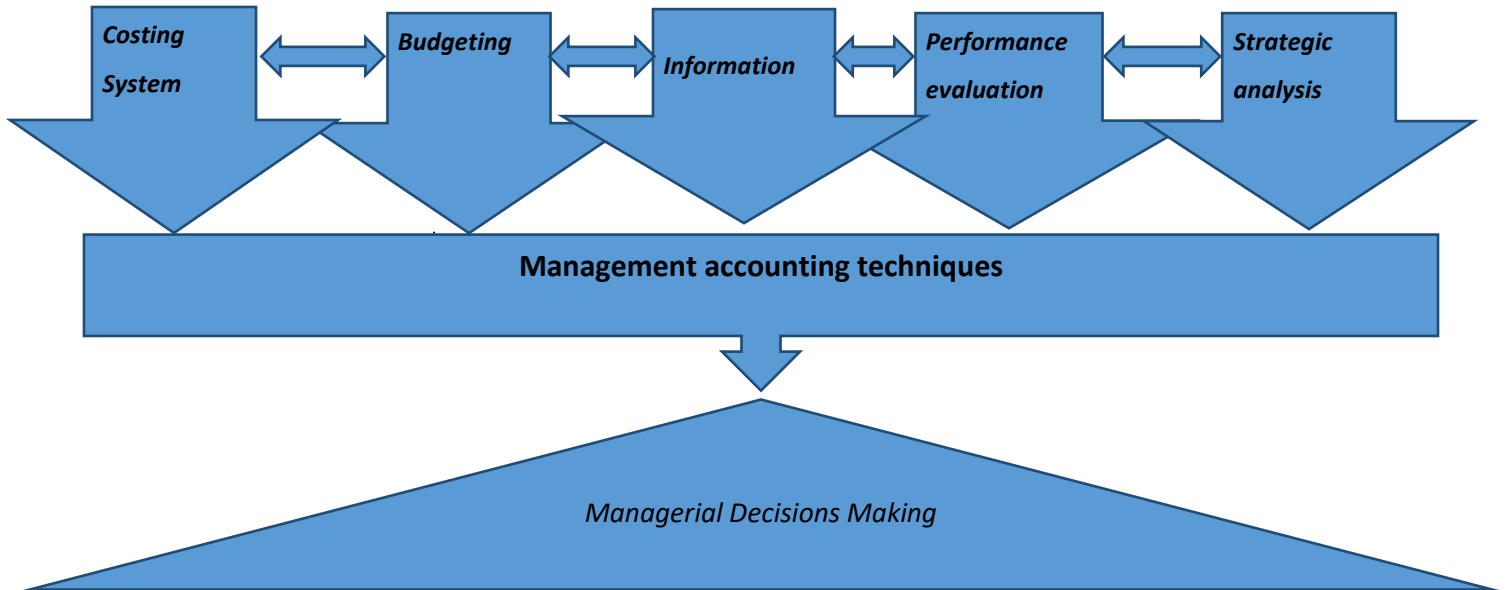 Costing
System
Budgeting
Information
Performance
evaluation
Strategic
analysis
Management accounting techniques
Managerial Decisions Making